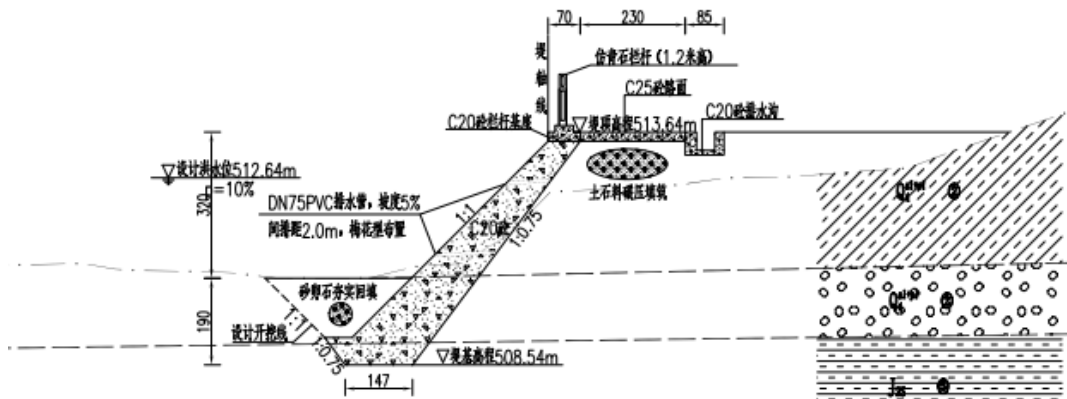 70 230 85
堤轴线
仿青石栏杆（1.2米高）
C25砼路面
C20砼排水沟
C20砼栏杆基座
▽堤顶高程513.64m
▽设计洪水位512.64m
P=10%
土石料碾压填筑
DN75PVC排水管，坡度5%
间排距2.0m，梅花型布置
1:1
C20砼
1:0.75
320
砂卵石夯实回填
190
设计开挖线
1:1
1:0.75
▽堤基高程508.54m
147